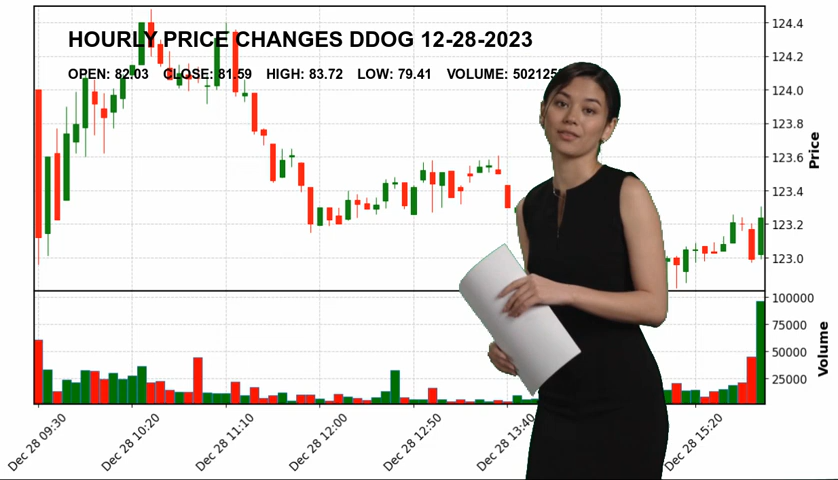 HOURLY PRICE CHANGES DDOG 12-28-2023
OPEN: 82.03 CLOSE: 81.59 HIGH: 83.72 LOW: 79.41 VOLUME: 502125
124.4
124.2
124.0
123.8
123.6
123.4
123.2
123.0
Price
100000
75000
50000
25000
Volume
Dec 28 09:30
Dec 28 10:20
Dec 28 11:10
Dec 28 12:00
Dec 28 12:50
Dec 28 13:40
Dec 28 15:20